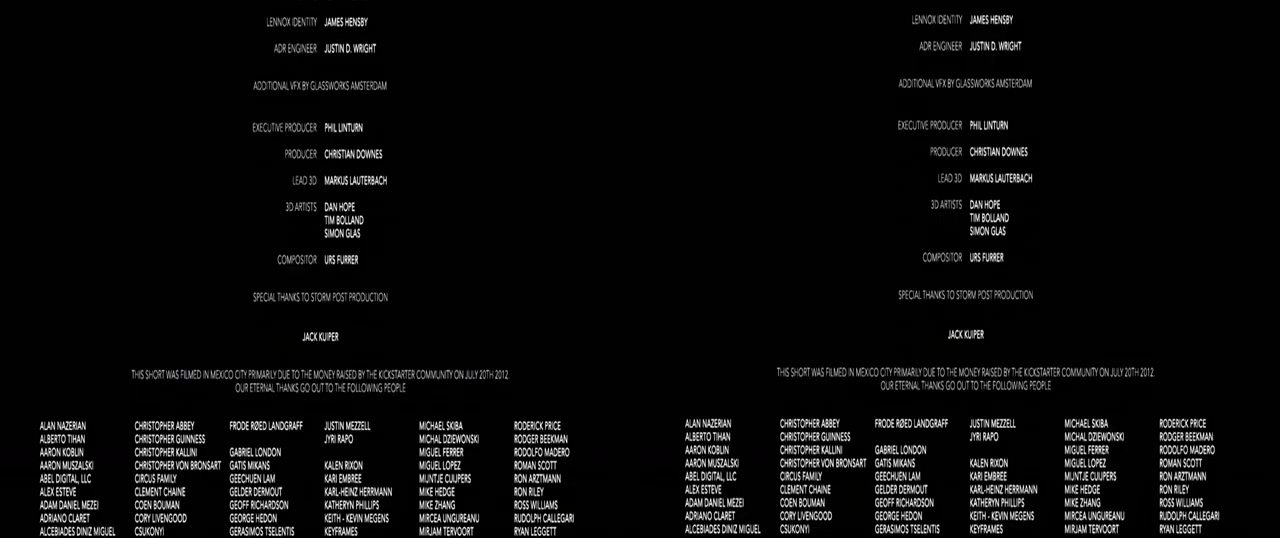 LENNOX IDENTITY JAMES HENSBY
ADR ENGINEER JUSTIN D. WRIGHT
ADDITIONAL VFX BY GLASSWORKS AMSTERDAM
EXECUTIVE PRODUCER PHIL LINTURN
PRODUCER CHRISTIAN DOWNES
LEAD 3D MARKUS LAUTERBACH
3D ARTISTS DAN HOPE
TIM BOLLAND
SIMON GLAS
COMPOSITOR URS FURRER
SPECIAL THANKS TO STORM POST PRODUCTION
JACK KUIPER
THIS SHORT WAS FILMED IN MEXICO CITY PRIMARILY DUE TO THE MONEY RAISED BY THE KICKSTARTER COMMUNITY ON JULY 20TH 2012.
OUR ETERNAL THANKS GO OUT TO THE FOLLOWING PEOPLE
ALAN NAZERIAN CHRISTOPHER ABBEY FRODE RØED LANDGRAFF JUSTIN MEZZELL MICHAEL SKIBA RODERICK PRICE
ALBERTO TIHAN CHRISTOPHER GUINNESS JYRI RAPO MICHAL DZIEWONSKI RODGER BEEKMAN
AARON KOBLIN CHRISTOPHER KALLINI GABRIEL LONDON MIGUEL FERRER RODOLFO MADERO
AARON MUSZALSKI CHRISTOPHER VON BRONSART GATIS MIKANS KALEN RIXON MIGUEL LOPEZ ROMAN SCOTT
ABEL DIGITAL, LLC CIRCUS FAMILY GEECHUEN LAM KARI EMBREE MUNTJE CUIJPERS RON ARZTMANN
ALEX ESTEVE CLEMENT CHAINE GELDER DERMOUT KARL-HEINZ HERRMANN MIKE HEDGE RON RILEY
ADAM DANIEL MEZEI COEN BOUMAN GEOFF RICHARDSON KATHERYN PHILLIPS MIKE ZHANG ROSS WILLIAMS
ADRIANO CLARET CORY LIVENGOOD GEORGE HEDON KEITH - KEVIN MEGENS MIRCEA UNGUREANU RUDOLPH CALLEGARI
ALCEBIADES DINIZ MIGUEL CSUKONYI GERASIMOS TSELENTIS KEYFRAMES MIRJAM TERVOORT RYAN LEGGETT
LENNOX IDENTITY JAMES HENSBY
ADR ENGINEER JUSTIN D. WRIGHT
ADDITIONAL VFX BY GLASSWORKS AMSTERDAM
EXECUTIVE PRODUCER PHIL LINTURN
PRODUCER CHRISTIAN DOWNES
LEAD 3D MARKUS LAUTERBACH
3D ARTISTS DAN HOPE
TIM BOLLAND
SIMON GLAS
COMPOSITOR URS FURRER
SPECIAL THANKS TO STORM POST PRODUCTION
JACK KUIPER
THIS SHORT WAS FILMED IN MEXICO CITY PRIMARILY DUE TO THE MONEY RAISED BY THE KICKSTARTER COMMUNITY ON JULY 20TH 2012.
OUR ETERNAL THANKS GO OUT TO THE FOLLOWING PEOPLE
ALAN NAZERIAN CHRISTOPHER ABBEY FRODE RØED LANDGRAFF JUSTIN MEZZELL MICHAEL SKIBA RODERICK PRICE
ALBERTO TIHAN CHRISTOPHER GUINNESS JYRI RAPO MICHAL DZIEWONSKI RODGER BEEKMAN
AARON KOBLIN CHRISTOPHER KALLINI GABRIEL LONDON MIGUEL FERRER RODOLFO MADERO
AARON MUSZALSKI CHRISTOPHER VON BRONSART GATIS MIKANS KALEN RIXON MIGUEL LOPEZ ROMAN SCOTT
ABEL DIGITAL, LLC CIRCUS FAMILY GEECHUEN LAM KARI EMBREE MUNTJE CUIJPERS RON ARZTMANN
ALEX ESTEVE CLEMENT CHAINE GELDER DERMOUT KARL-HEINZ HERRMANN MIKE HEDGE RON RILEY
ADAM DANIEL MEZEI COEN BOUMAN GEOFF RICHARDSON KATHERYN PHILLIPS MIKE ZHANG ROSS WILLIAMS
ADRIANO CLARET CORY LIVENGOOD GEORGE HEDON KEITH - KEVIN MEGENS MIRCEA UNGUREANU RUDOLPH CALLEGARI
ALCEBIADES DINIZ MIGUEL CSUKONYI GERASIMOS TSELENTIS KEYFRAMES MIRJAM TERVOORT RYAN LEGGETT